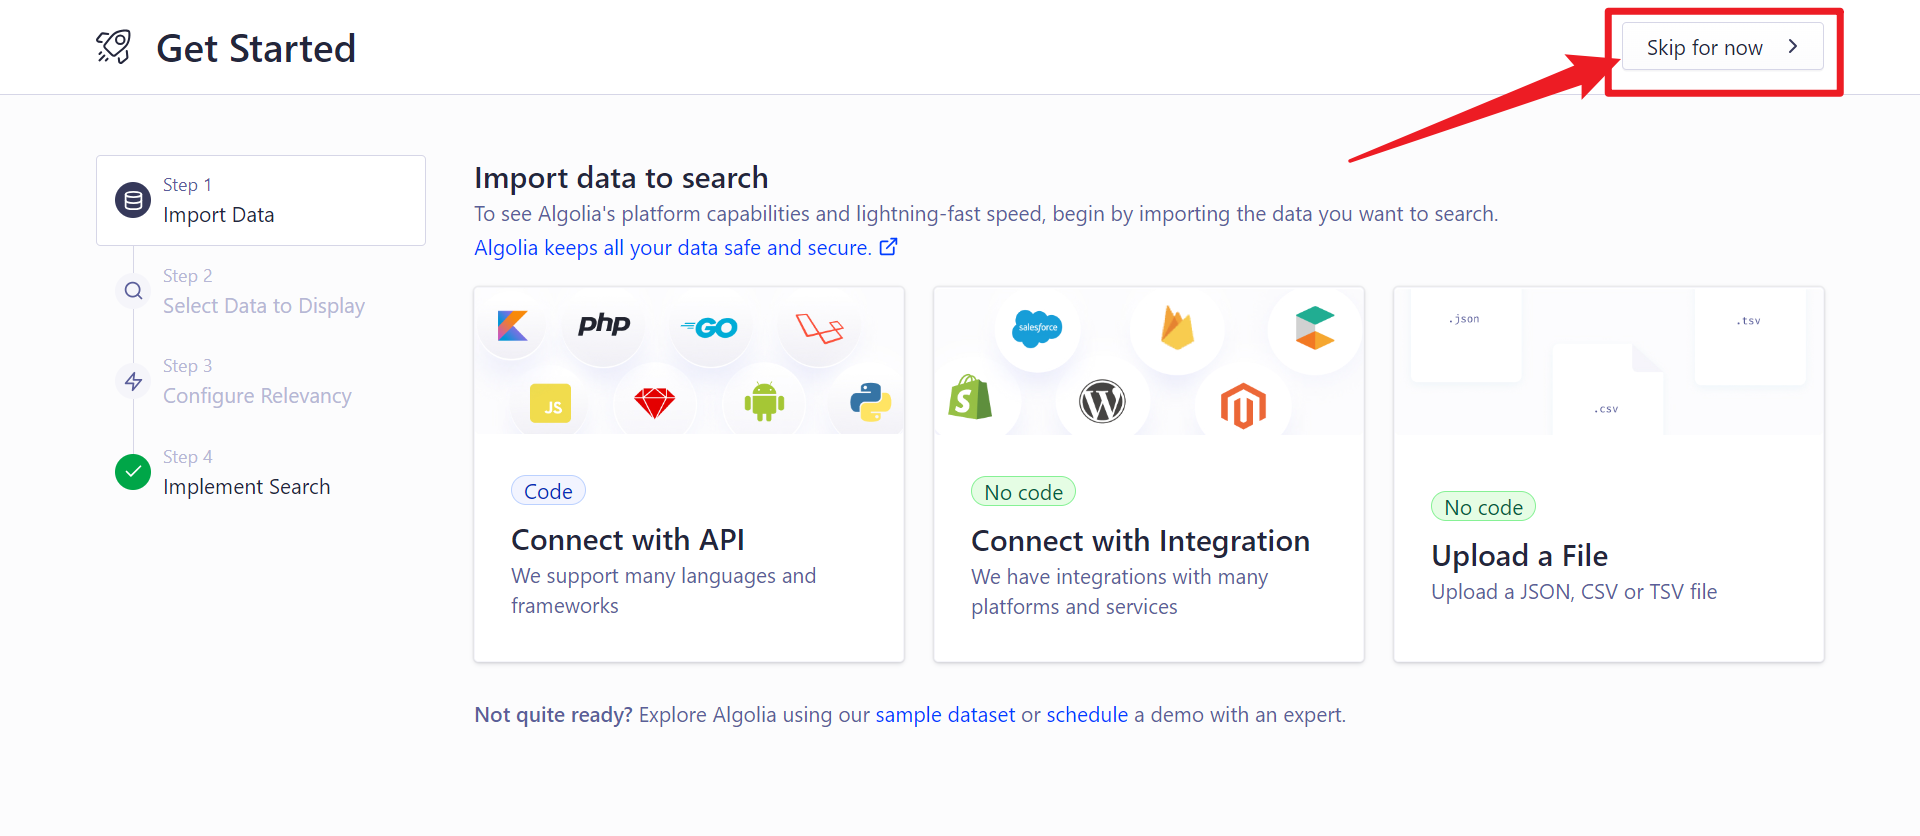 Get Started
Skip for now
Step 1
Import Data
Step 2
Select Data to Display
Step 3
Configure Relevancy
Step 4
Implement Search
Import data to search
To see Algolia's platform capabilities and lightning-fast speed, begin by importing the data you want to search.
Algolia keeps all your data safe and secure.
php
GO
JS
Code
Connect with API
We support many languages and
frameworks
salesforce
S
W
No code
Connect with Integration
We have integrations with many
platforms and services
.json
.tsv
.csv
No code
Upload a File
Upload a JSON, CSV or TSV file
Not quite ready? Explore Algolia using our sample dataset or schedule a demo with an expert.